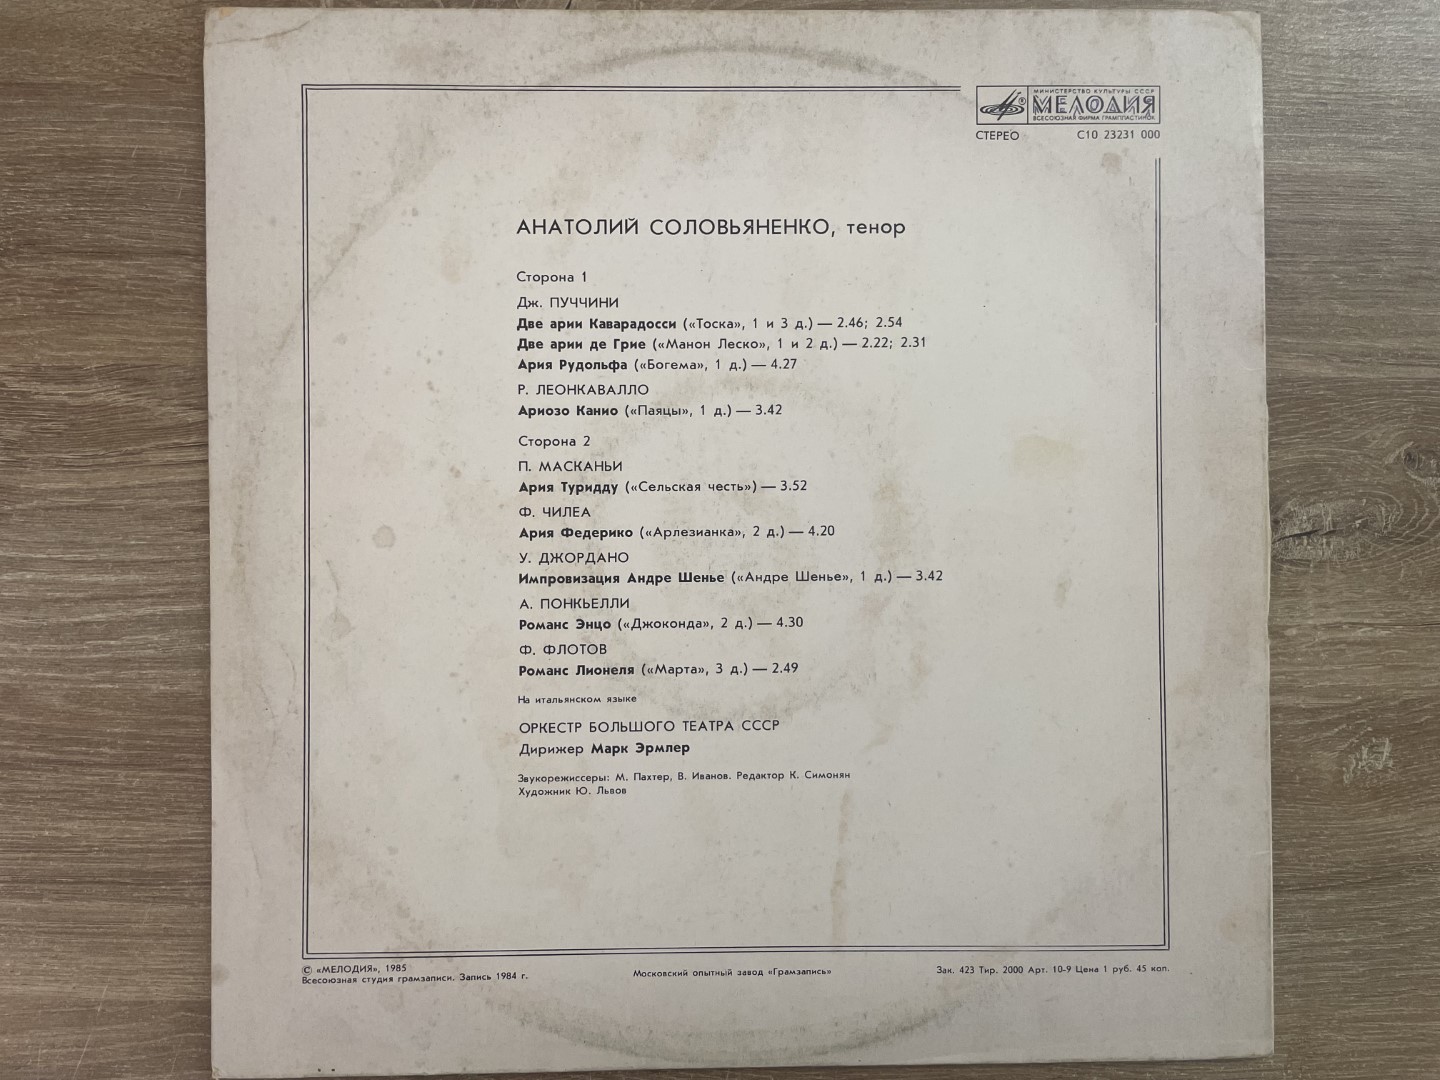 МИНИСТЕРСТВО КУЛЬТУРЫ СССР
МЕЛОДИЯ
ВСЕСОЮЗНАЯ ФИРМА ГРАМПЛАСТИНОК
СТЕРЕО С10 23231 000
АНАТОЛИЙ СОЛОВЬЯНЕНКО, тенор
Сторона 1
Дж. ПУЧЧИНИ
Две арии Каварадосси («Тоска», 1 и 3 д.) — 2.46; 2.54
Две арии де Грие («Манон Леско», 1 и 2 д.) — 2.22; 2.31
Ария Рудольфа («Богема», 1 д.) — 4.27
Р. ЛЕОНКАВАЛЛО
Ариозо Канио («Паяцы», 1 д.) — 3.42
Сторона 2
П. МАСКАНЬИ
Ария Туридду («Сельская честь») — 3.52
Ф. ЧИЛЕА
Ария Федерико («Арлезианка», 2 д.) — 4.20
У. ДЖОРДАНО
Импровизация Андре Шенье («Андре Шенье», 1 д.) — 3.42
А. ПОНКЬЕЛЛИ
Романс Энцо («Джоконда», 2 д.) — 4.30
Ф. ФЛОТОВ
Романс Лионеля («Марта», 3 д.) — 2.49
На итальянском языке
ОРКЕСТР БОЛЬШОГО ТЕАТРА СССР
Дирижер Марк Эрмлер
Звукорежиссеры: М. Пахтер, В. Иванов. Редактор К. Симонян
Художник Ю. Львов
© «МЕЛОДИЯ», 1985
Всесоюзная студия грамзаписи. Запись 1984 г.
Московский опытный завод «Грамзапись»
Зак. 423 Тир. 2000 Арт. 10-9 Цена 1 руб. 45 коп.